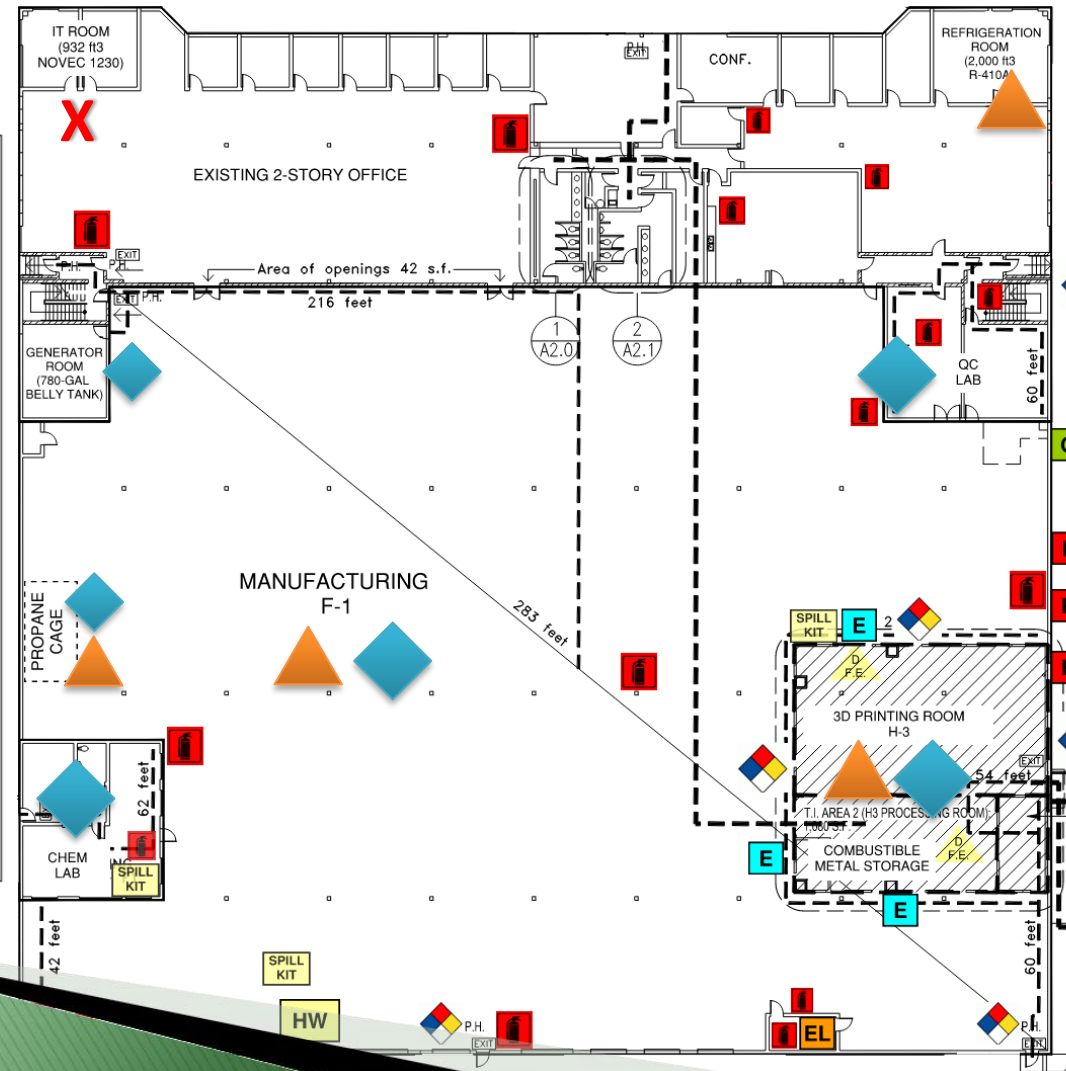 IT ROOM
(932 ft3
NOVEC 1230)
P.H.
EXIT
CONF.
REFRIGERATION
ROOM
(2,000 ft3
R-410A
X
EXISTING 2-STORY OFFICE
EXIT
P.H.
Area of openings 42 s.f.
EXIT P.H.
216 feet
1
A2.0
2
A2.1
GENERATOR
ROOM
(780-GAL
BELLY TANK)
QC
LAB
60 feet
MANUFACTURING
F-1
PROPANE
CAGE
283 feet
SPILL
KIT
E
2
D
F.E.
3D PRINTING ROOM
H-3
EXIT
54 feet
T.I. AREA 2 (H3 PROCESSING ROOM)
1,080 S.F.
COMBUSTIBLE
METAL STORAGE
D
F.E.
E
E
62 feet
CHEM
LAB
SPILL
KIT
42 feet
60 feet
SPILL
KIT
HW
P.H.
EXIT
EL
P.H.